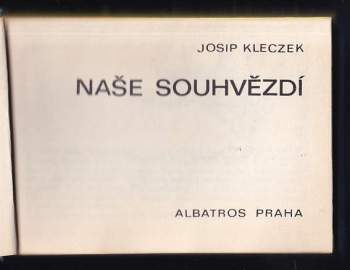 JOSIP KLECZEK
NAŠE SOUHVĚZDÍ
ALBATROS PRAHA